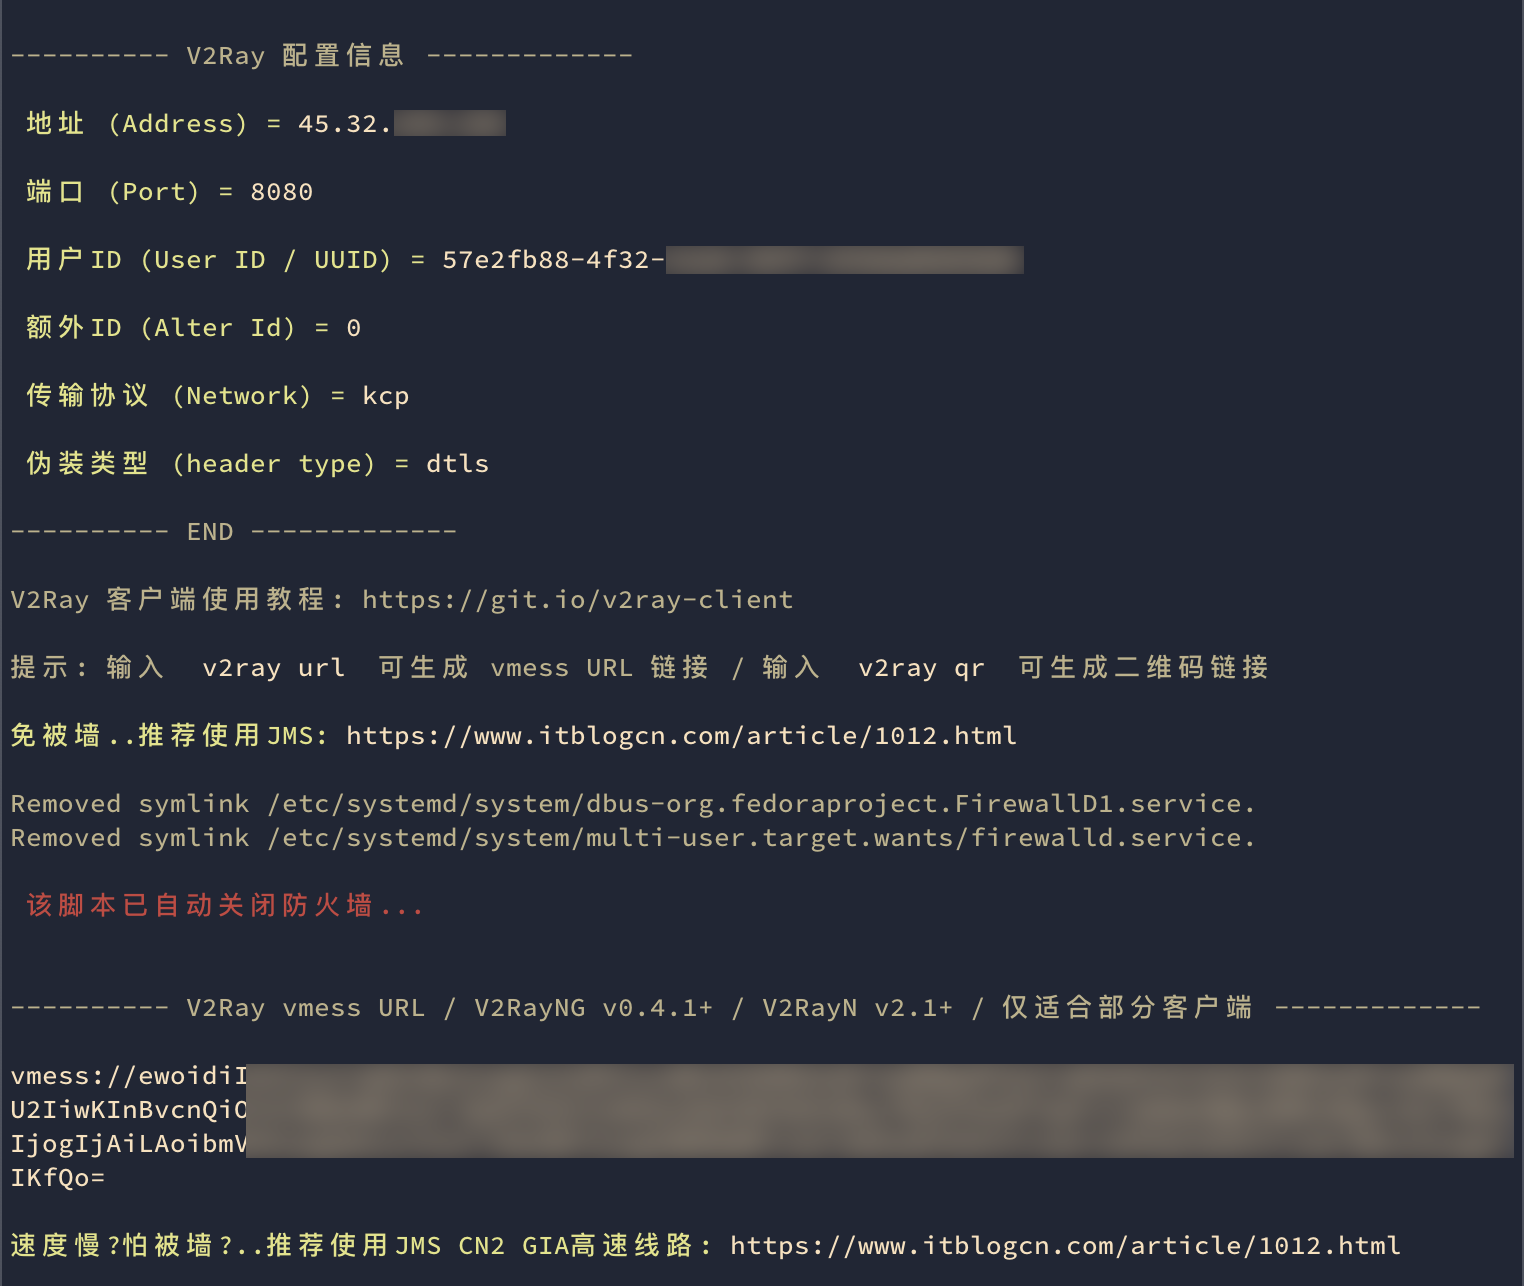 ---------- V2Ray 配置信息 -------------
地址 (Address) = 45.32.
端口 (Port) = 8080
用户ID (User ID / UUID) = 57e2fb88-4f32-
额外ID (Alter Id) = 0
传输协议 (Network) = kcp
伪装类型 (header type) = dtls
---------- END -------------
V2Ray 客户端使用教程: https://git.io/v2ray-client
提示: 输入 v2ray url 可生成 vmess URL 链接 / 输入 v2ray qr 可生成二维码链接
免被墙..推荐使用JMS: https://www.itblogcn.com/article/1012.html
Removed symlink /etc/systemd/system/dbus-org.fedoraproject.FirewallD1.service.
Removed symlink /etc/systemd/system/multi-user.target.wants/firewalld.service.
该脚本已自动关闭防火墙...
---------- V2Ray vmess URL / V2RayNG v0.4.1+ / V2RayN v2.1+ / 仅适合部分客户端 -------------
vmess://ewoidiI
U2IiwKInBvcnQiO
IjogIjAiLAoibmV
IKfQo=
速度慢?怕被墙?..推荐使用JMS CN2 GIA高速线路: https://www.itblogcn.com/article/1012.html